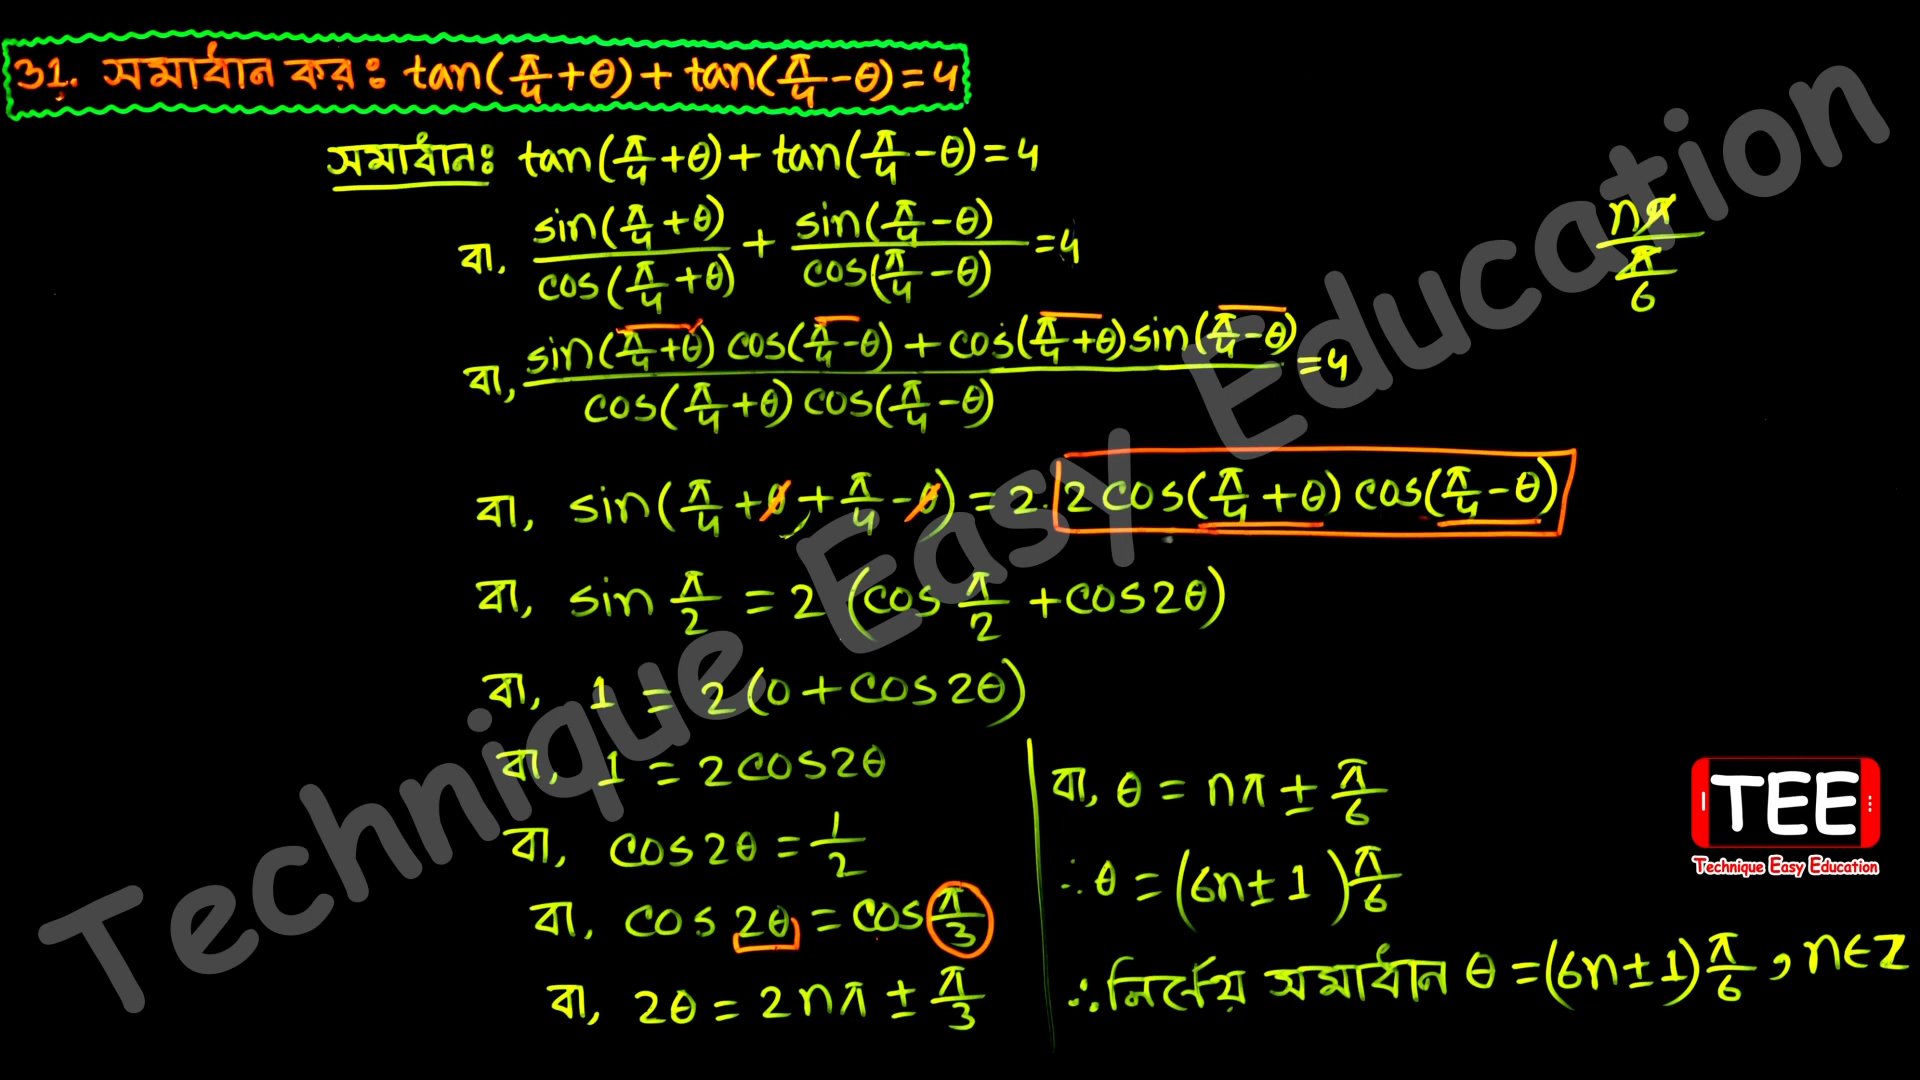 31. সমাধান কর: tan(π/4+θ)+tan(π/4-θ)=4
সমাধান: tan(π/4+θ)+tan(π/4-θ)=4
বা, sin(π/4+θ)/cos(π/4+θ) + sin(π/4-θ)/cos(π/4-θ) =4
nπ/(π/6)
বা, (sin(π/4+θ) cos(π/4-θ)+cos(π/4+θ)sin(π/4-θ))/(cos(π/4+θ) cos(π/4-θ)) =4
বা, sin(π/4+θ+π/4-θ) = 2. 2cos(π/4+θ) cos(π/4-θ)
বা, sin π/2 = 2 (cos π/2 +cos2θ)
বা, 1 = 2(0+cos2θ)
বা, 1 = 2cos2θ
বা, cos2θ = 1/2
বা, cos 2θ = cos π/3
বা, 2θ = 2nπ ± π/3
বা, θ = nπ ± π/6
∴ θ = (6n±1)π/6
∴ নির্ণেয় সমাধান θ =(6n±1)π/6 , n∈Z
TEE
Technique Easy Education
Technique Easy Education